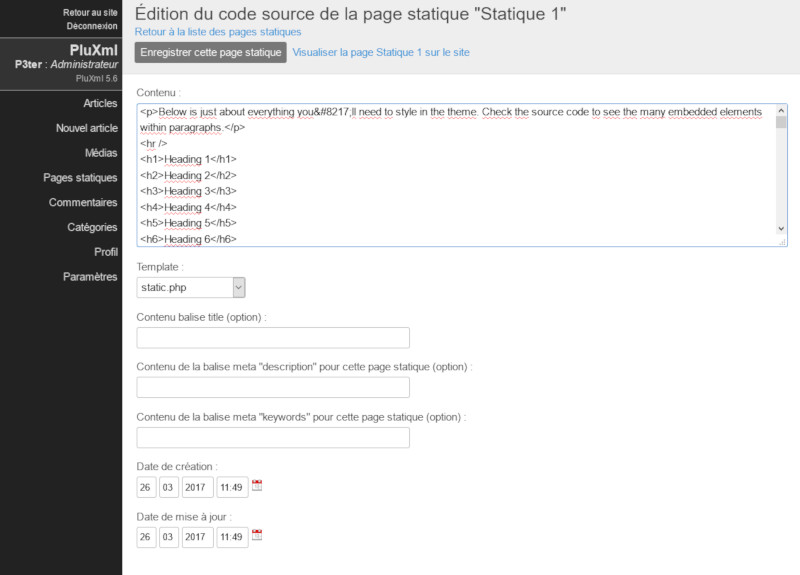 Retour au site
Déconnexion
PluXml
P3ter : Administrateur
PluXml 5.6
Articles
Nouvel article
Médias
Pages statiques
Commentaires
Catégories
Profil
Paramètres
Édition du code source de la page statique "Statique 1"
Retour à la liste des pages statiques
Enregistrer cette page statique Visualiser la page Statique 1 sur le site
Contenu :
<p>Below is just about everything you&#8217;ll need to style in the theme. Check the source code to see the many embedded elements
within paragraphs.</p>
<hr />
<h1>Heading 1</h1>
<h2>Heading 2</h2>
<h3>Heading 3</h3>
<h4>Heading 4</h4>
<h5>Heading 5</h5>
<h6>Heading 6</h6>
Template :
static.php
Contenu balise title (option) :
Contenu de la balise meta "description" pour cette page statique (option) :
Contenu de la balise meta "keywords" pour cette page statique (option) :
Date de création :
26 03 2017 11:49
Date de mise à jour :
26 03 2017 11:49